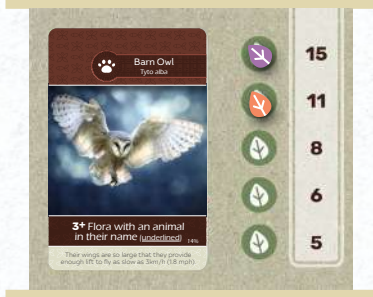 Barn Owl
Tyto alba
3+ Flora with an animal
in their name (underlined) 14%
Their wings are so large that they provide
enough lift to fly as slow as 3km/h (1.8 mph).
15
11
8
6
5